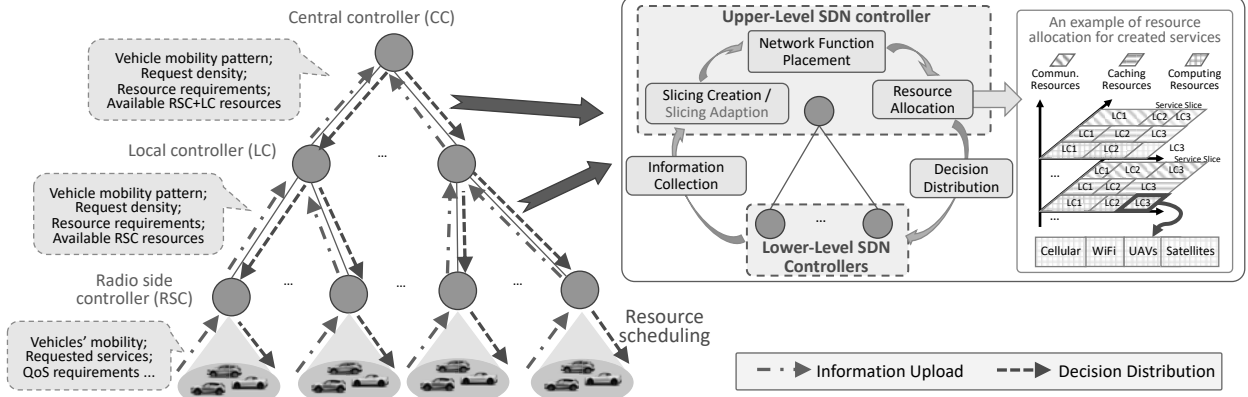 Central controller (CC)
Vehicle mobility pattern;
Request density;
Resource requirements;
Available RSC+LC resources
Local controller (LC)
...
Vehicle mobility pattern;
Request density;
Resource requirements;
Available RSC resources
Radio side
controller (RSC)
...
...
...
Vehicles' mobility;
Requested services;
QoS requirements ...
Resource
scheduling
Upper-Level SDN controller
Network Function
Placement
Slicing Creation /
Slicing Adaption
Resource
Allocation
Information
Collection
Decision
Distribution
...
Lower-Level SDN
Controllers
An example of resource
allocation for created services
Commun.
Resources
Caching
Resources
Computing
Resources
Service Slice
LC1 LC2 LC3
LC1 LC2 LC3
LC1 LC2 LC3
Service Slice
... LC1 LC2 LC3
LC1 LC2 LC3
LC1 LC2 LC3
...
Cellular WiFi UAVs Satellites
Information Upload Decision Distribution